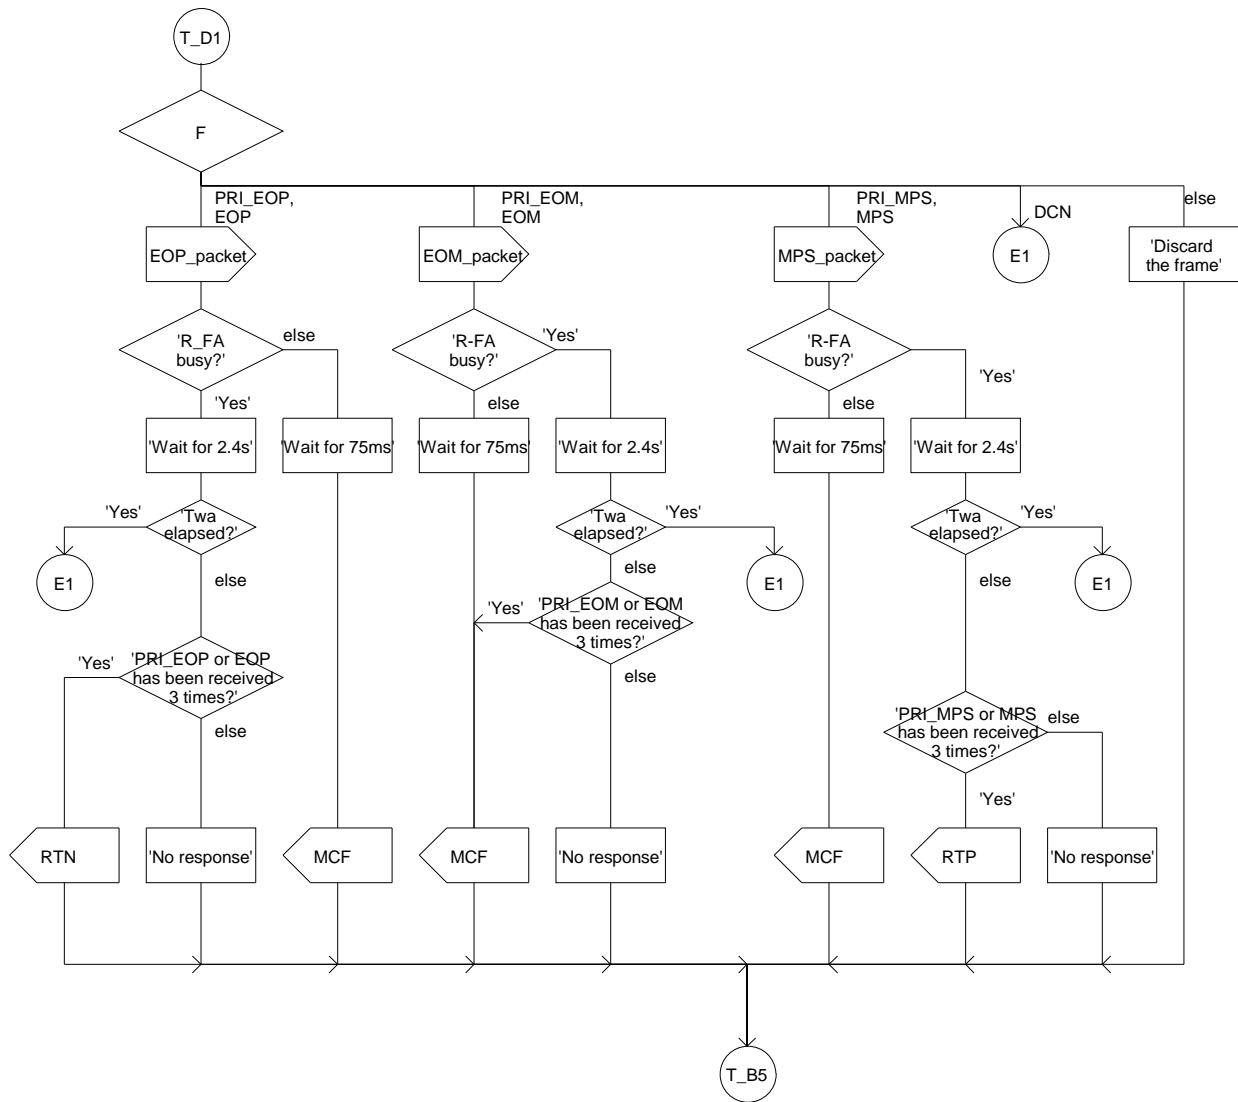 T_D1
F
PRI_EOP,
EOP
PRI_EOM,
EOM
PRI_MPS,
MPS
DCN
else
EOP_packet
EOM_packet
MPS_packet
E1
'Discard
the frame'
'R_FA
busy?'
else
'R-FA
busy?'
'Yes'
'R-FA
busy?'
'Yes'
'Yes'
else
else
'Wait for 2.4s'
'Wait for 75ms'
'Wait for 75ms'
'Wait for 2.4s'
'Wait for 75ms'
'Wait for 2.4s'
'Yes'
'Twa
elapsed?'
'Twa
elapsed?'
'Yes'
'Twa
elapsed?'
'Yes'
E1
else
else
E1
else
E1
'Yes'
'PRI_EOM or EOM
has been received
3 times?'
else
'Yes'
'PRI_EOP or EOP
has been received
3 times?'
else
'PRI_MPS or MPS
has been received
3 times?'
else
'Yes'
RTN
'No response'
MCF
MCF
'No response'
MCF
RTP
'No response'
T_B5